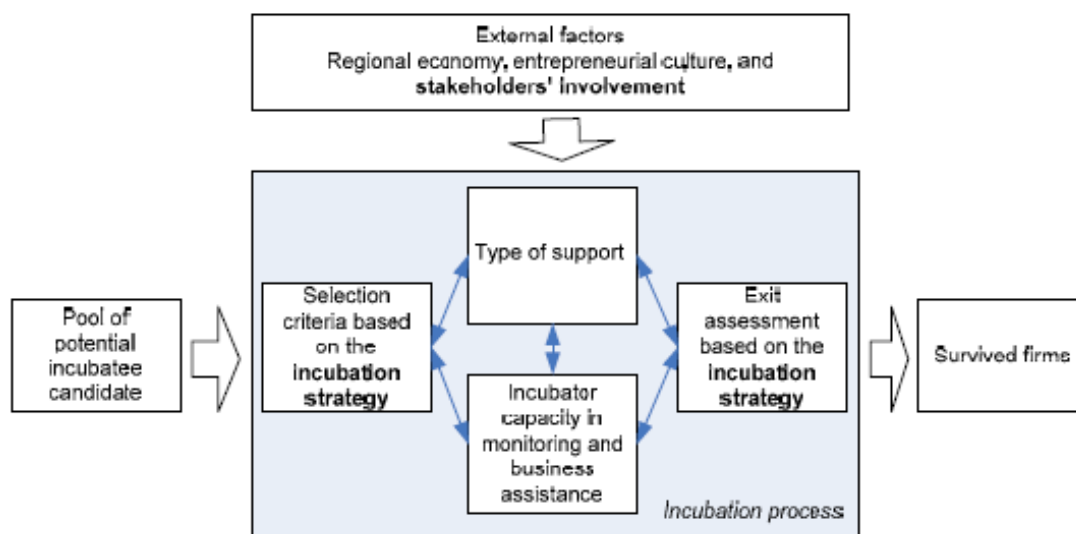 External factors
Regional economy, entrepreneurial culture, and
stakeholders' involvement
Type of support
Selection
criteria based
on the
incubation
strategy
Exit
assessment
based on the
incubation
strategy
Pool of
potential
incubatee
candidate
Survived firms
Incubator
capacity in
monitoring and
business
assistance
Incubation process